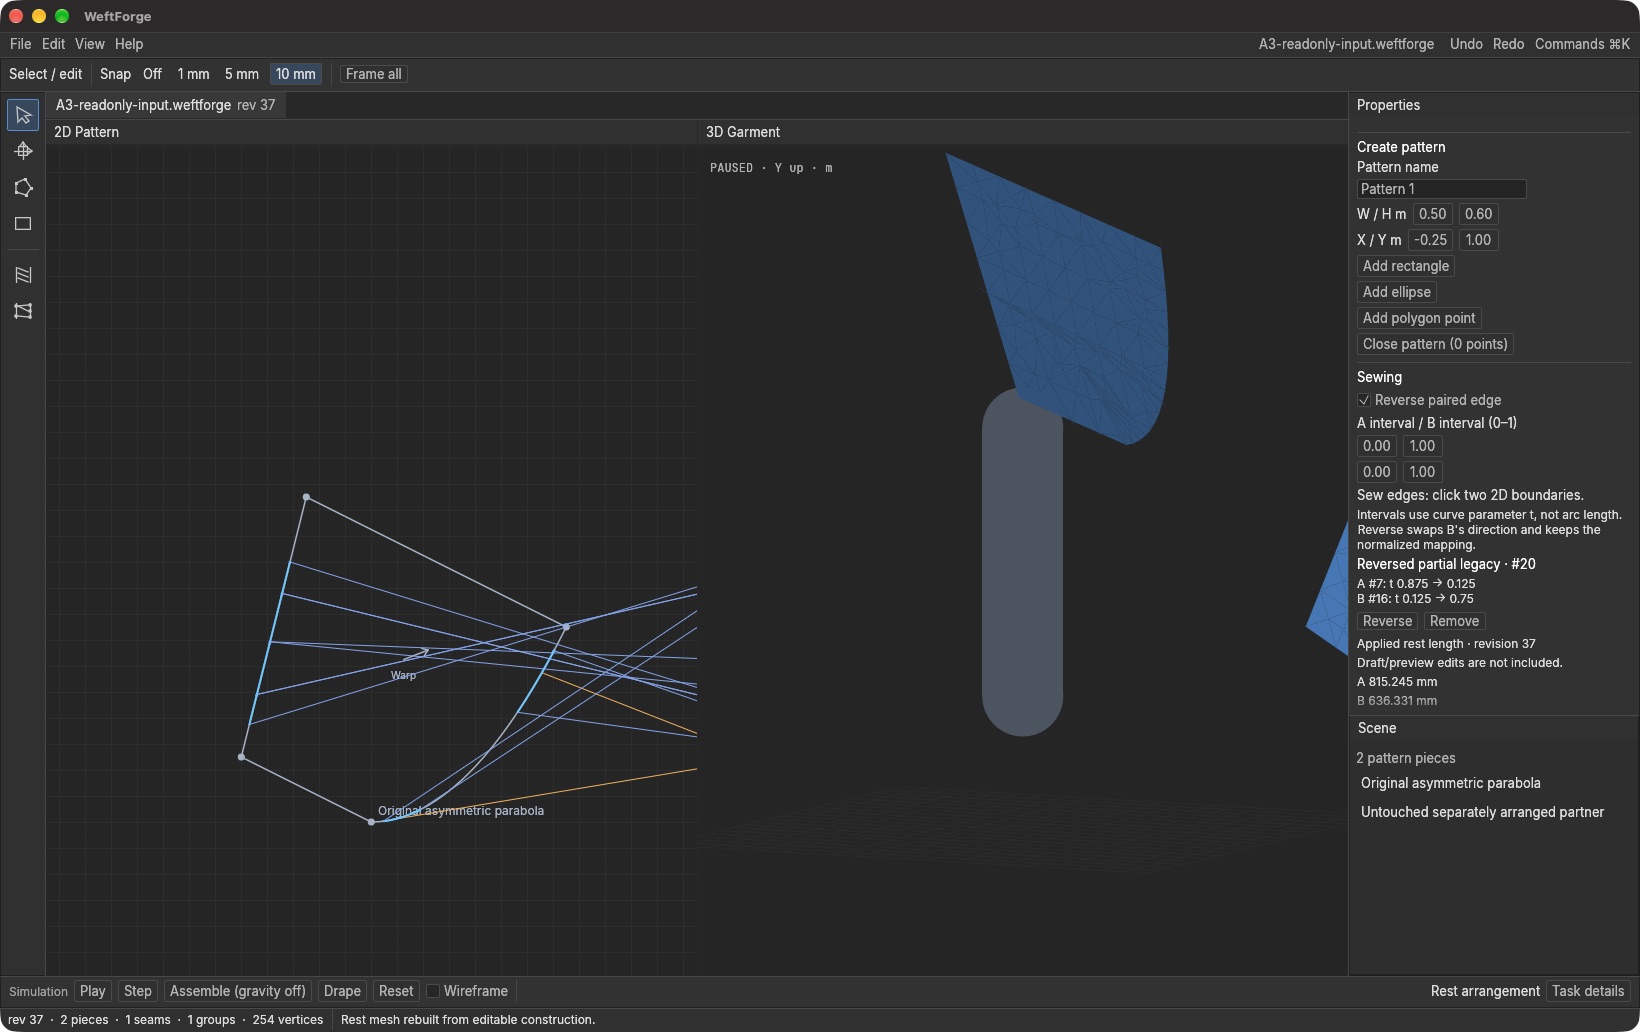 WeftForge
File Edit View Help
A3-readonly-input.weftforge Undo Redo Commands ⌘K
Select / edit Snap Off 1 mm 5 mm 10 mm Frame all
A3-readonly-input.weftforge rev 37
2D Pattern
Warp
Original asymmetric parabola
3D Garment
PAUSED · Y up · m
Properties
Create pattern
Pattern name
Pattern 1
W / H m 0.50 0.60
X / Y m -0.25 1.00
Add rectangle
Add ellipse
Add polygon point
Close pattern (0 points)
Sewing
Reverse paired edge
A interval / B interval (0–1)
0.00 1.00
0.00 1.00
Sew edges: click two 2D boundaries.
Intervals use curve parameter t, not arc length.
Reverse swaps B's direction and keeps the
normalized mapping.
Reversed partial legacy · #20
A #7: t 0.875 → 0.125
B #16: t 0.125 → 0.75
Reverse Remove
Applied rest length · revision 37
Draft/preview edits are not included.
A 815.245 mm
B 636.331 mm
Scene
2 pattern pieces
Original asymmetric parabola
Untouched separately arranged partner
Simulation Play Step Assemble (gravity off) Drape Reset Wireframe
Rest arrangement Task details
rev 37 · 2 pieces · 1 seams · 1 groups · 254 vertices Rest mesh rebuilt from editable construction.